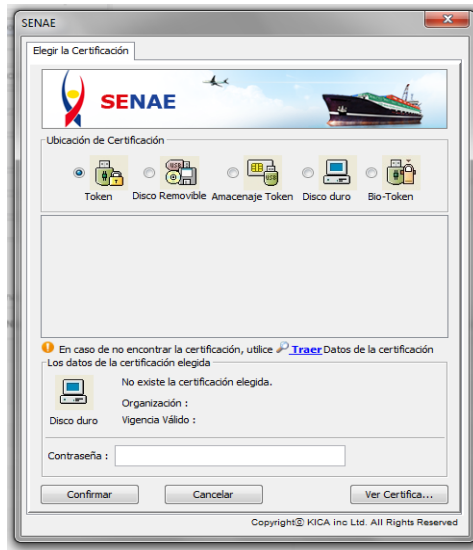 SENAE
Elegir la Certificación
SENAE
Ubicación de Certificación
Token Disco Removible Amacenaje Token Disco duro Bio-Token
En caso de no encontrar la certificación, utilice Traer Datos de la certificación
Los datos de la certificación elegida
No existe la certificación elegida.
Organización :
Disco duro Vigencia Válido :
Contraseña :
Confirmar Cancelar Ver Certifica...
Copyright© KICA inc Ltd. All Rights Reserved